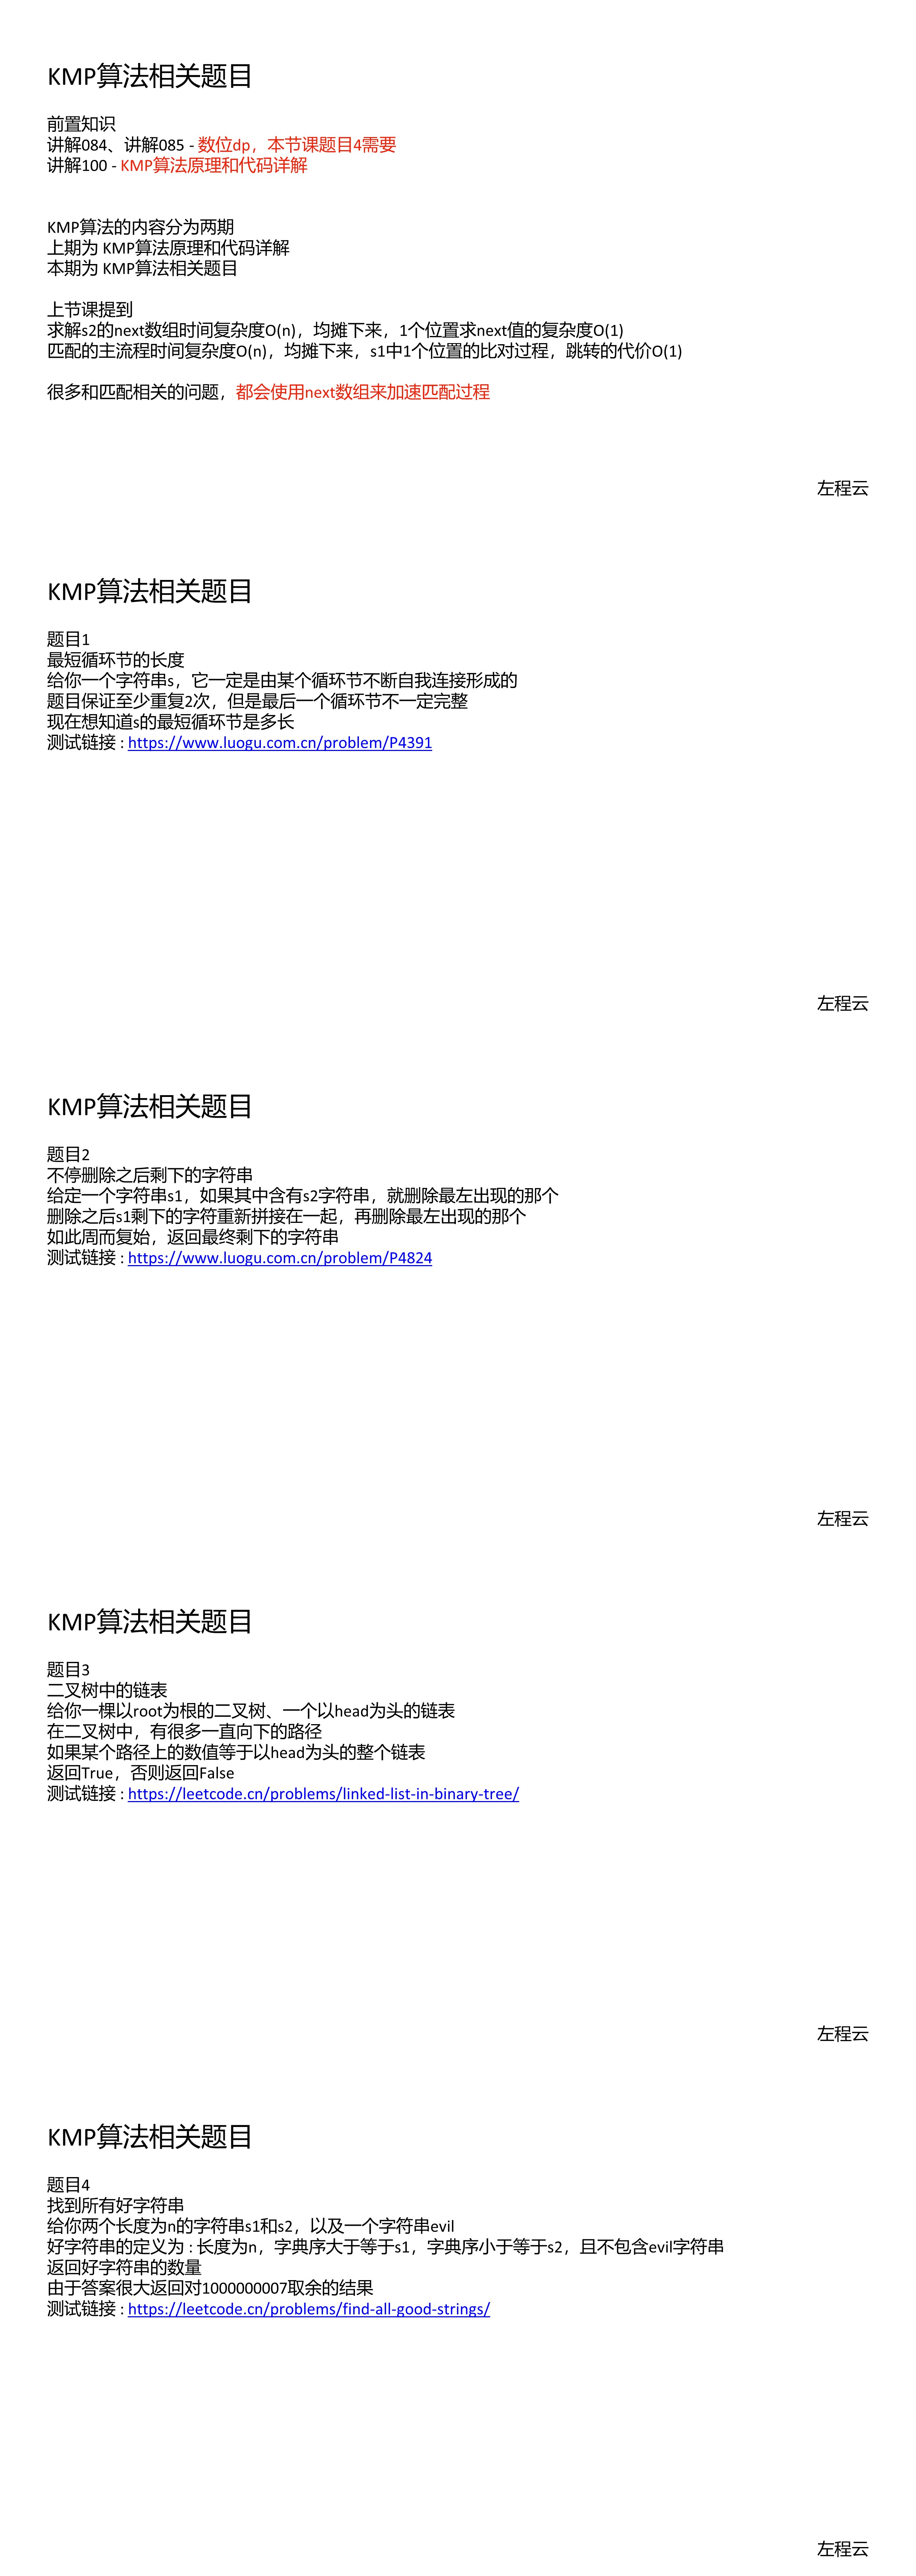 KMP算法相关题目
前置知识
讲解084、讲解085 - 数位dp，本节课题目4需要
讲解100 - KMP算法原理和代码详解
KMP算法的内容分为两期
上期为 KMP算法原理和代码详解
本期为 KMP算法相关题目
上节课提到
求解s2的next数组时间复杂度O(n)，均摊下来，1个位置求next值的复杂度O(1)
匹配的主流程时间复杂度O(n)，均摊下来，s1中1个位置的比对过程，跳转的代价O(1)
很多和匹配相关的问题，都会使用next数组来加速匹配过程
左程云
KMP算法相关题目
题目1
最短循环节的长度
给你一个字符串s，它一定是由某个循环节不断自我连接形成的
题目保证至少重复2次，但是最后一个循环节不一定完整
现在想知道s的最短循环节是多长
测试链接 : https://www.luogu.com.cn/problem/P4391
左程云
KMP算法相关题目
题目2
不停删除之后剩下的字符串
给定一个字符串s1，如果其中含有s2字符串，就删除最左出现的那个
删除之后s1剩下的字符重新拼接在一起，再删除最左出现的那个
如此周而复始，返回最终剩下的字符串
测试链接 : https://www.luogu.com.cn/problem/P4824
左程云
KMP算法相关题目
题目3
二叉树中的链表
给你一棵以root为根的二叉树、一个以head为头的链表
在二叉树中，有很多一直向下的路径
如果某个路径上的数值等于以head为头的整个链表
返回True，否则返回False
测试链接 : https://leetcode.cn/problems/linked-list-in-binary-tree/
左程云
KMP算法相关题目
题目4
找到所有好字符串
给你两个长度为n的字符串s1和s2，以及一个字符串evil
好字符串的定义为 : 长度为n，字典序大于等于s1，字典序小于等于s2，且不包含evil字符串
返回好字符串的数量
由于答案很大返回对1000000007取余的结果
测试链接 : https://leetcode.cn/problems/find-all-good-strings/
左程云